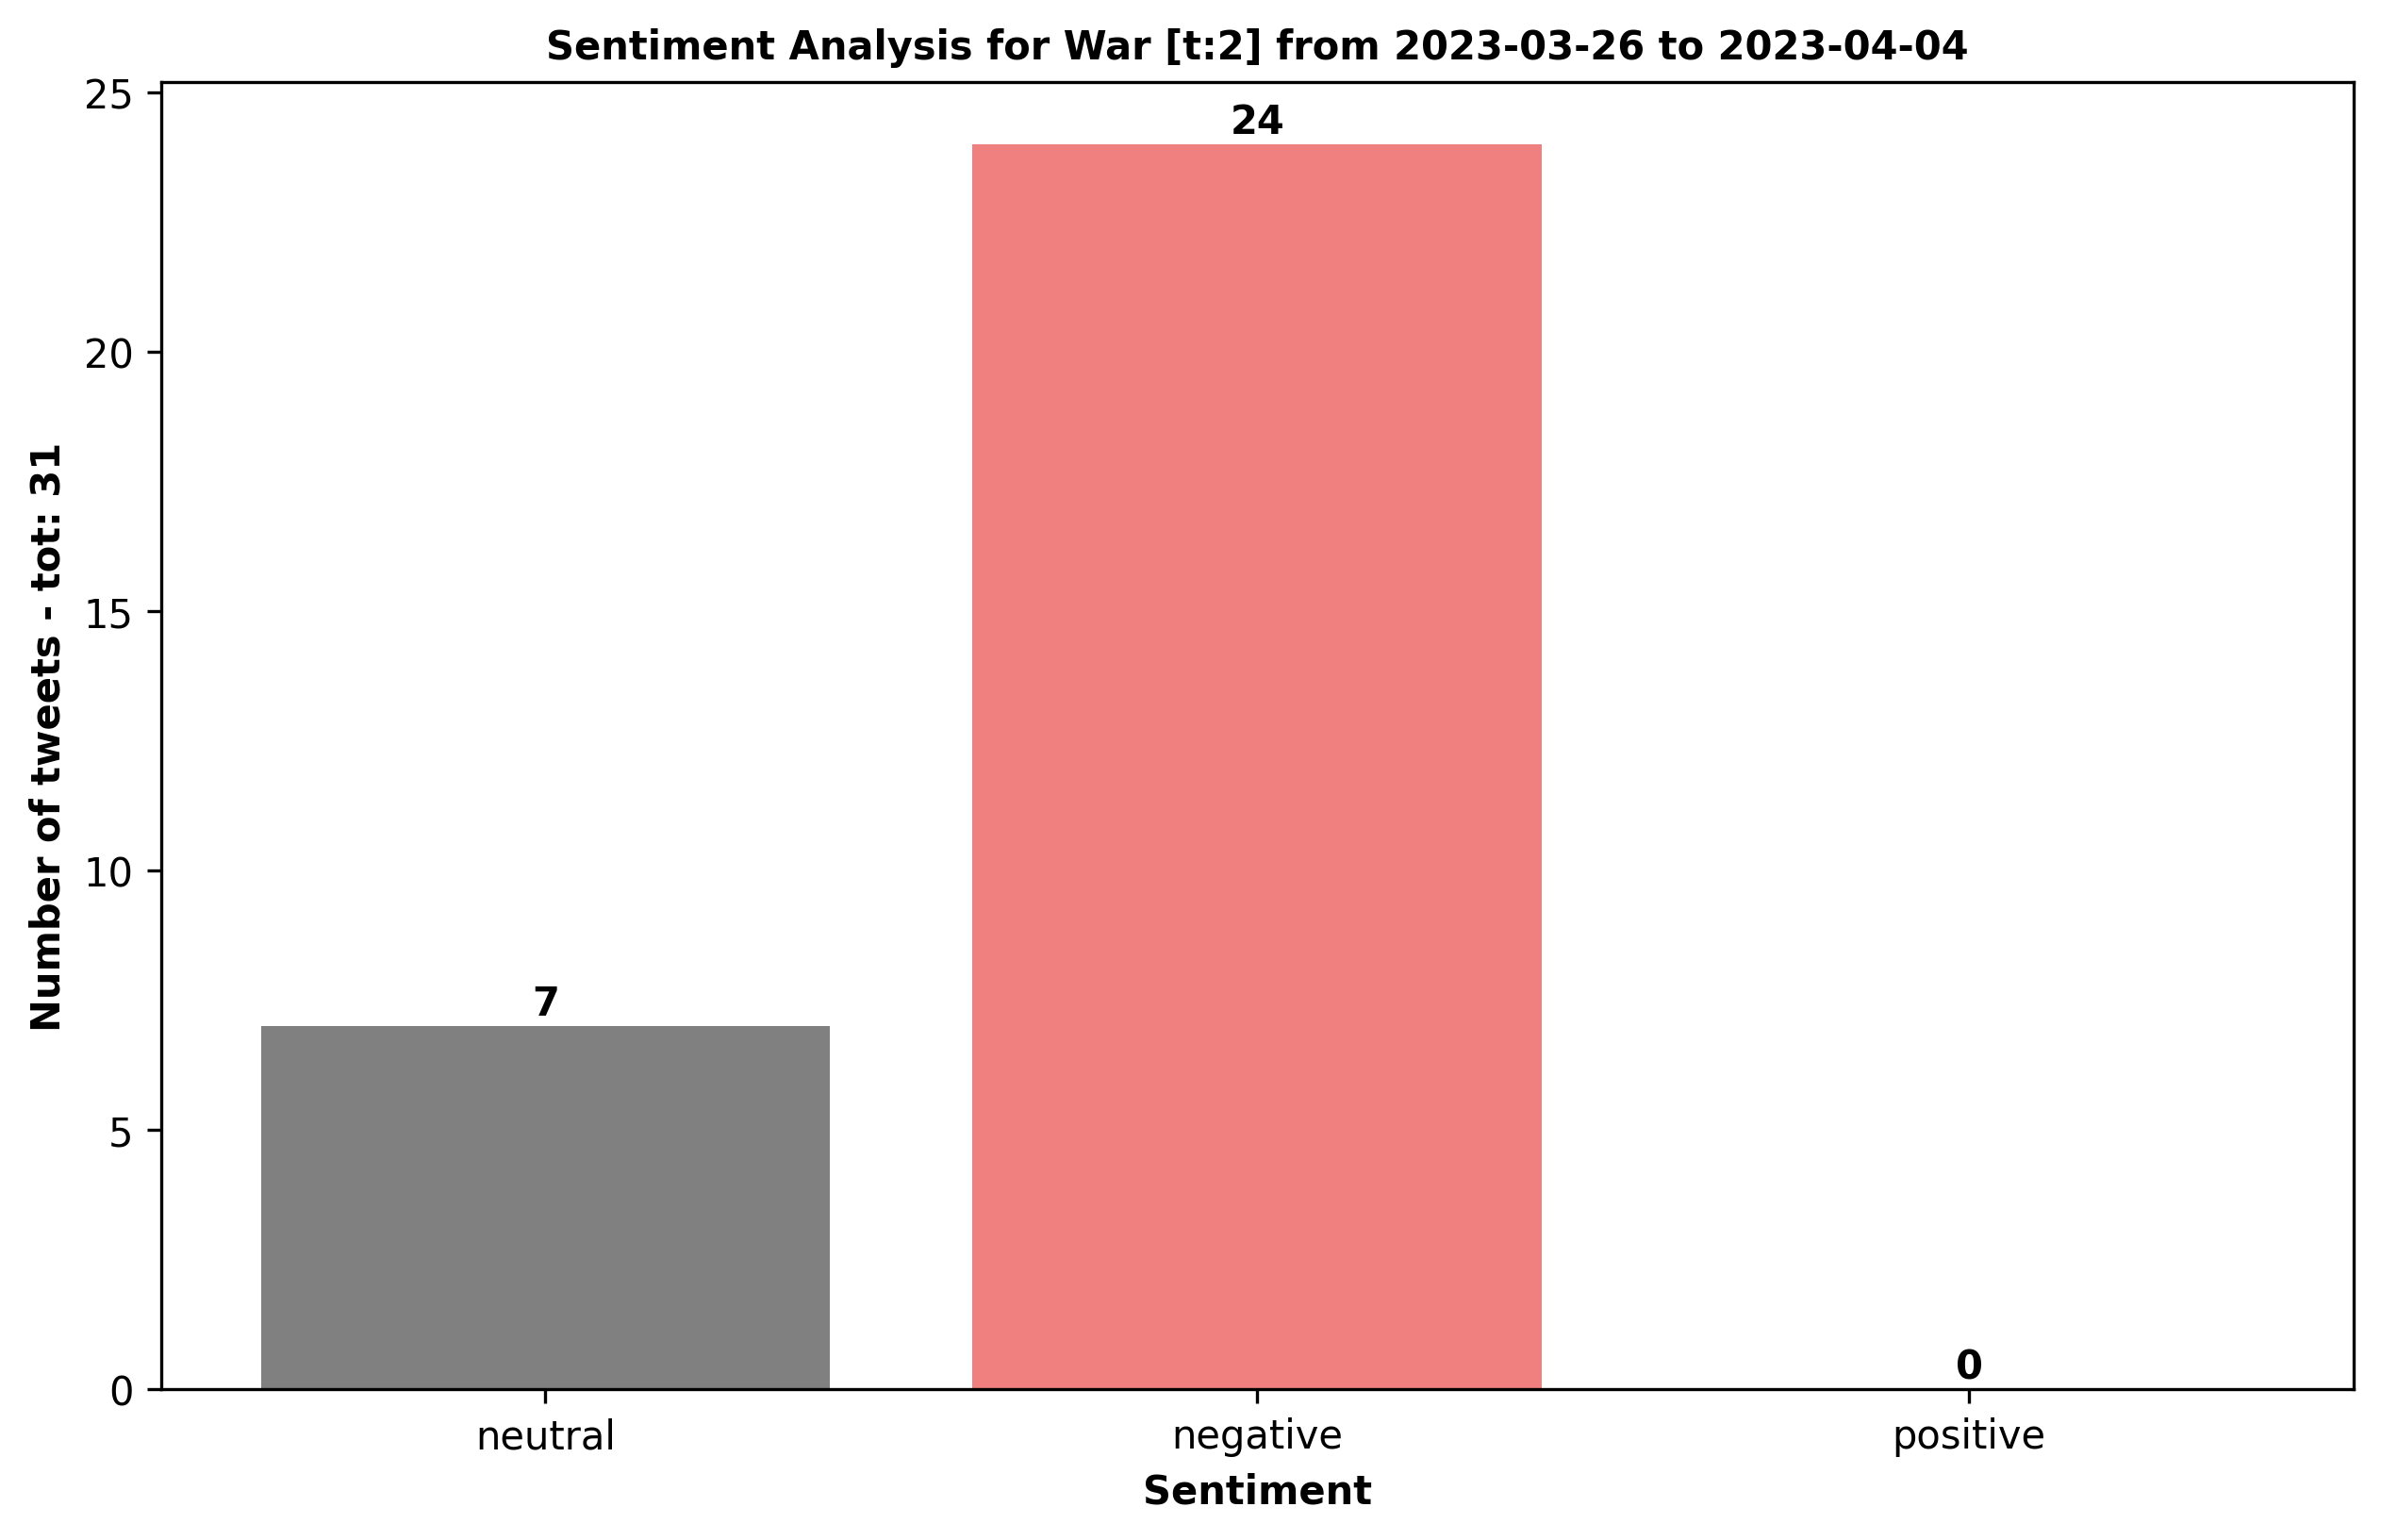 Sentiment Analysis for War [t:2] from 2023-03-26 to 2023-04-04
Number of tweets - tot: 31
25
20
15
10
5
0
7
24
0
neutral
negative
positive
Sentiment